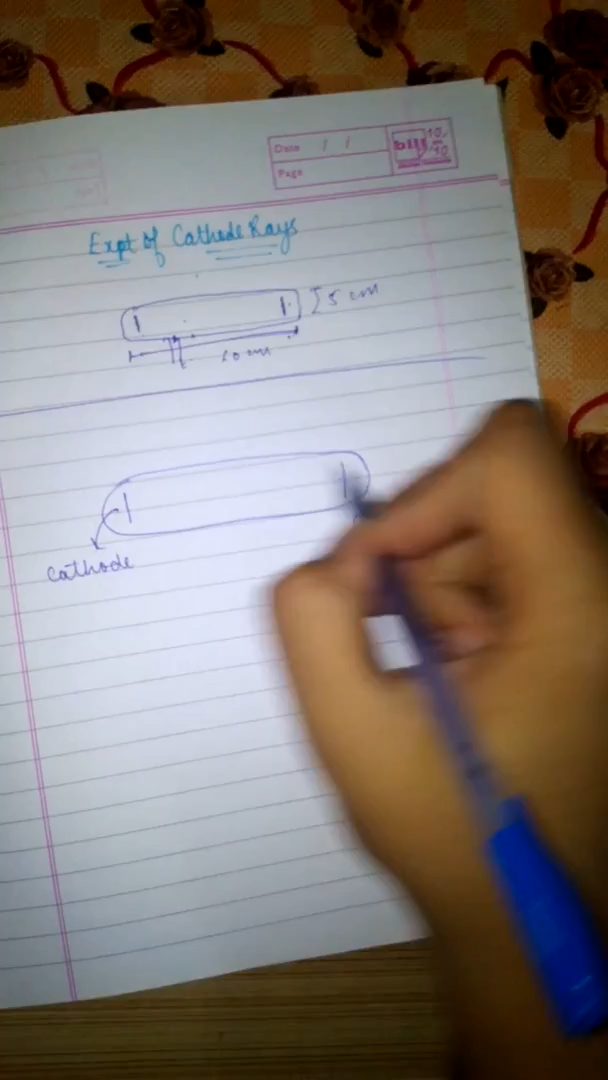 Date / /
Page
Expt of Cathode Rays
5 cm
cathode